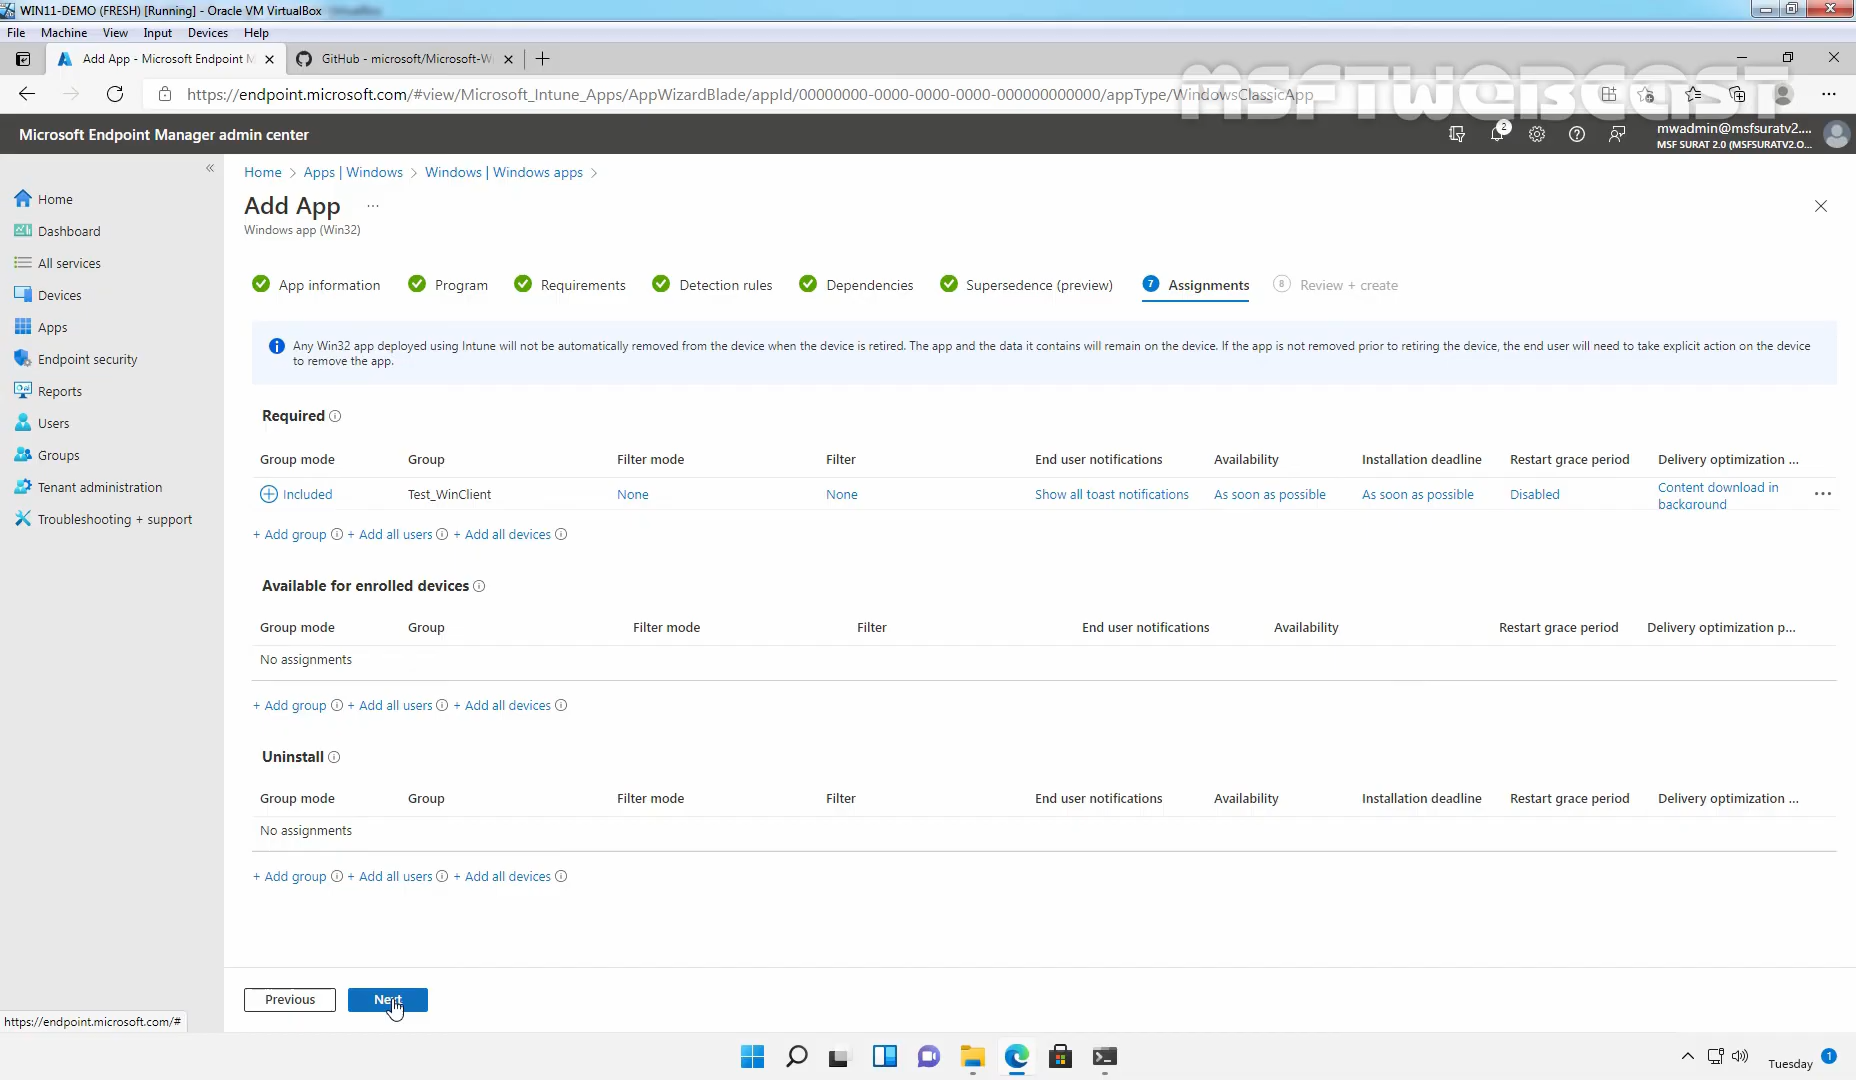 WIN11-DEMO (FRESH) [Running] - Oracle VM VirtualBox
File Machine View Input Devices Help
Add App - Microsoft Endpoint M
GitHub - microsoft/Microsoft-Wi
MSFTWEBCAST
https://endpoint.microsoft.com/#view/Microsoft_Intune_Apps/AppWizardBlade/appId/00000000-0000-0000-0000-000000000000/appType/WindowsClassicApp
Microsoft Endpoint Manager admin center
2
mwadmin@msfsuratv2....
MSF SURAT 2.0 (MSFSURATV2.O...
«
Home
Dashboard
All services
Devices
Apps
Endpoint security
Reports
Users
Groups
Tenant administration
Troubleshooting + support
Home > Apps | Windows > Windows | Windows apps >
Add App ...
Windows app (Win32)
App information Program Requirements Detection rules Dependencies Supersedence (preview) 7 Assignments 8 Review + create
Any Win32 app deployed using Intune will not be automatically removed from the device when the device is retired. The app and the data it contains will remain on the device. If the app is not removed prior to retiring the device, the end user will need to take explicit action on the device
to remove the app.
Required
Group mode Group Filter mode Filter End user notifications Availability Installation deadline Restart grace period Delivery optimization ...
Included Test_WinClient None None Show all toast notifications As soon as possible As soon as possible Disabled Content download in
background
...
+ Add group + Add all users + Add all devices
Available for enrolled devices
Group mode Group Filter mode Filter End user notifications Availability Restart grace period Delivery optimization p...
No assignments
+ Add group + Add all users + Add all devices
Uninstall
Group mode Group Filter mode Filter End user notifications Availability Installation deadline Restart grace period Delivery optimization ...
No assignments
+ Add group + Add all users + Add all devices
Previous Next
https://endpoint.microsoft.com/#
Tuesday 1